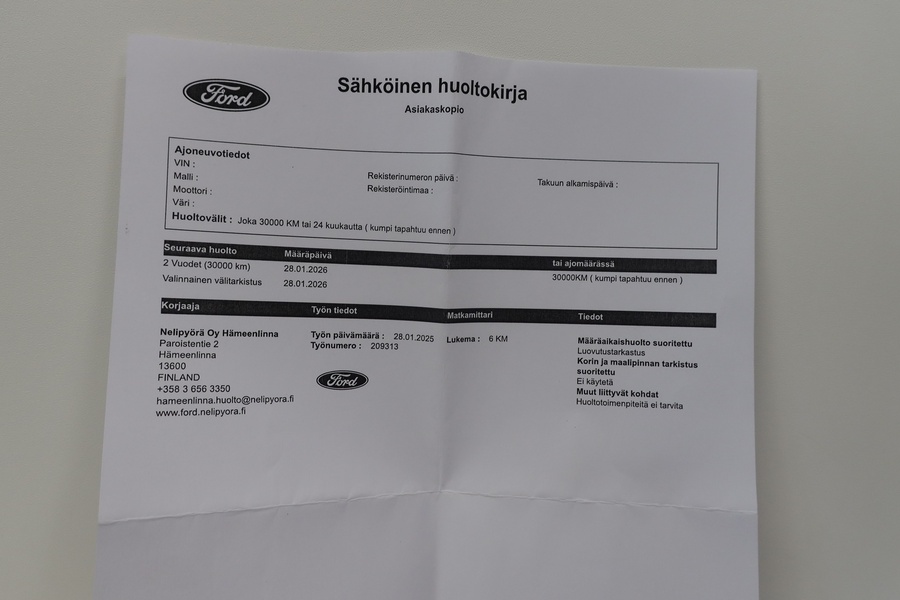 Ford
Sähköinen huoltokirja
Asiakaskopio
Ajoneuvotiedot
VIN :
Malli :
Moottori :
Väri :
Rekisterinumeron päivä :
Rekisteröintimaa :
Takuun alkamispäivä :
Huoltovälit : Joka 30000 KM tai 24 kuukautta ( kumpi tapahtuu ennen )
Seuraava huolto Määräpäivä tai ajomäärässä
2 Vuodet (30000 km) 28.01.2026 30000KM ( kumpi tapahtuu ennen )
Valinnainen välitarkistus 28.01.2026
Korjaaja Työn tiedot Matkamittari Tiedot
Nelipyörä Oy Hämeenlinna
Paroistentie 2
Hämeenlinna
13600
FINLAND
+358 3 656 3350
hameenlinna.huolto@nelipyora.fi
www.ford.nelipyora.fi
Työn päivämäärä : 28.01.2025
Työnumero : 209313
Ford
Lukema : 6 KM
Määräaikaishuolto suoritettu
Luovutustarkastus
Korin ja maalipinnan tarkistus
suoritettu
Ei käytetä
Muut liittyvät kohdat
Huoltotoimenpiteitä ei tarvita